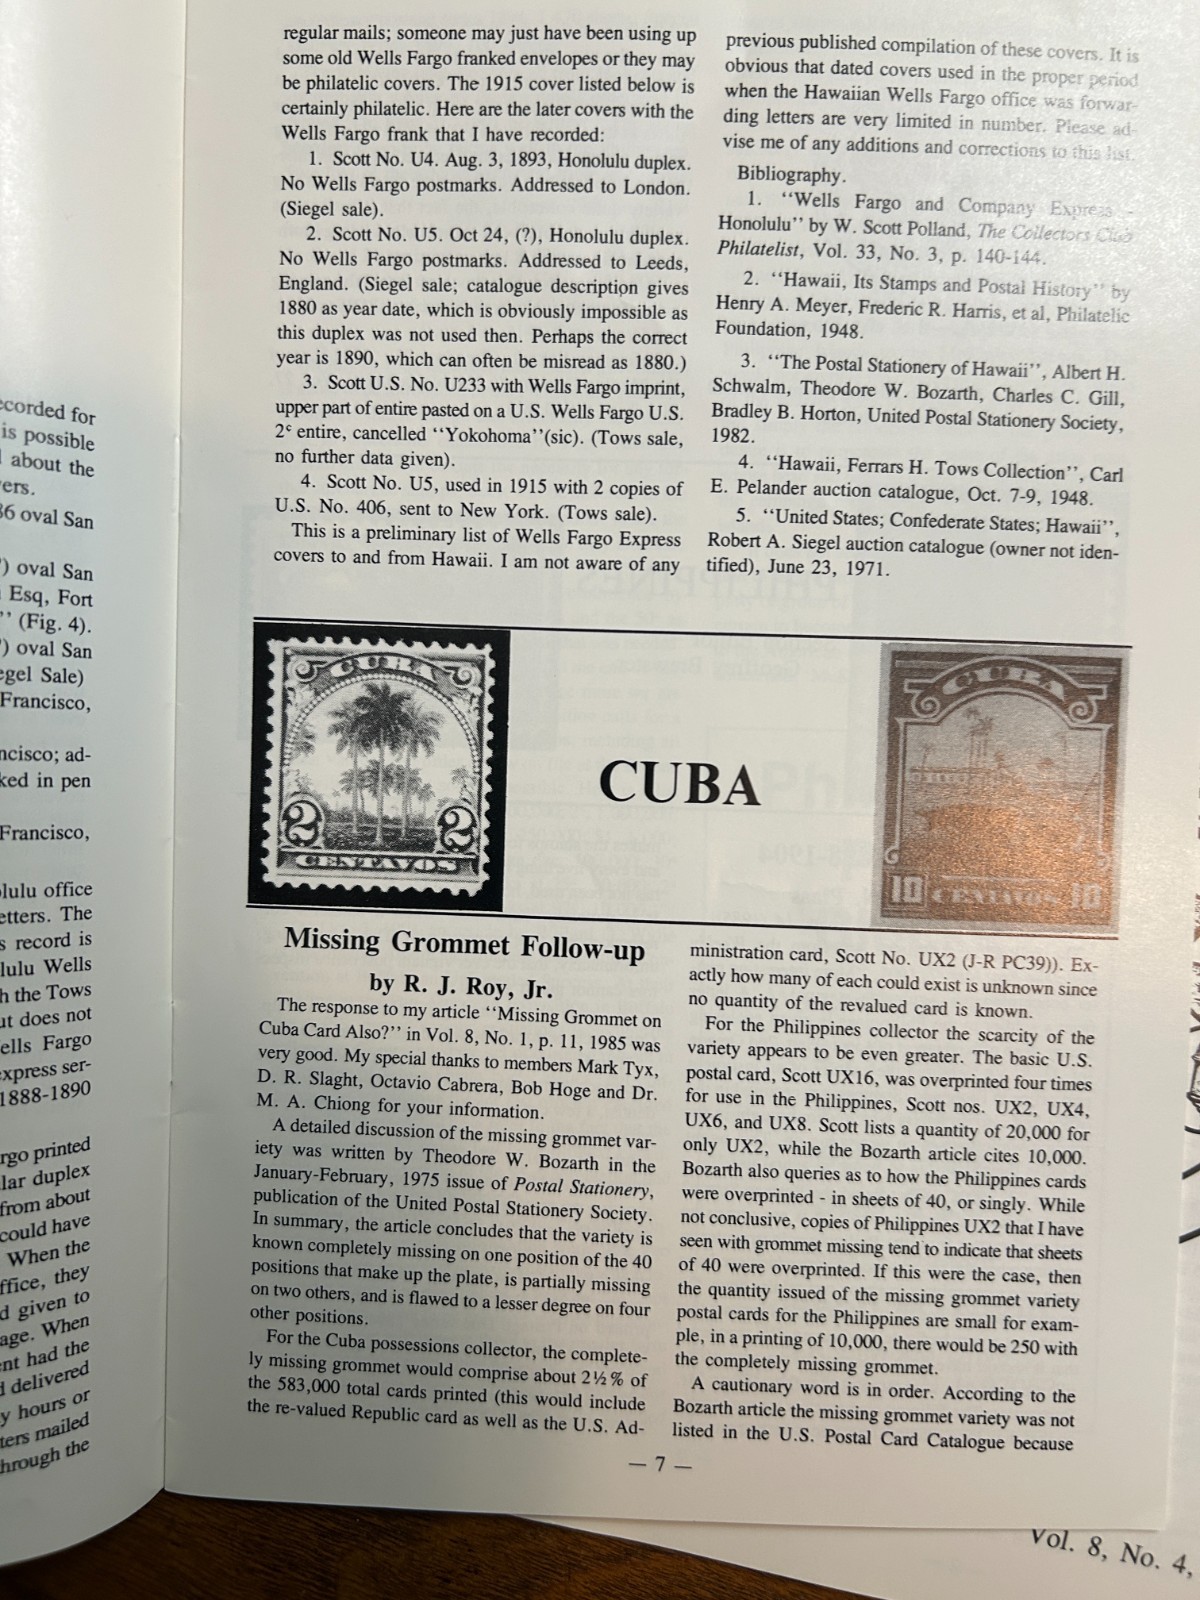 ecorded for
is possible
about the
ers.
86 oval San
') oval San
Esq, Fort
'' (Fig. 4).
') oval San
egel Sale)
Francisco,
ncisco; ad-
ked in pen
Francisco,
lulu office
etters. The
s record is
lulu Wells
h the Tows
ut does not
ells Fargo
express ser-
1888-1890
rgo printed
lar duplex
from about
could have
When the
ffice, they
d given to
age. When
nt had the
d delivered
y hours or
ters mailed
hrough the
regular mails; someone may just have been using up
some old Wells Fargo franked envelopes or they may
be philatelic covers. The 1915 cover listed below is
certainly philatelic. Here are the later covers with the
Wells Fargo frank that I have recorded:
1. Scott No. U4. Aug. 3, 1893, Honolulu duplex.
No Wells Fargo postmarks. Addressed to London.
(Siegel sale).
2. Scott No. U5. Oct 24, (?), Honolulu duplex.
No Wells Fargo postmarks. Addressed to Leeds,
England. (Siegel sale; catalogue description gives
1880 as year date, which is obviously impossible as
this duplex was not used then. Perhaps the correct
year is 1890, which can often be misread as 1880.)
3. Scott U.S. No. U233 with Wells Fargo imprint,
upper part of entire pasted on a U.S. Wells Fargo U.S.
2ᶜ entire, cancelled ''Yokohoma''(sic). (Tows sale,
no further data given).
4. Scott No. U5, used in 1915 with 2 copies of
U.S. No. 406, sent to New York. (Tows sale).
This is a preliminary list of Wells Fargo Express
covers to and from Hawaii. I am not aware of any
previous published compilation of these covers. It is
obvious that dated covers used in the proper period
when the Hawaiian Wells Fargo office was forwar-
ding letters are very limited in number. Please ad-
vise me of any additions and corrections to this list.
Bibliography.
1. ''Wells Fargo and Company Express -
Honolulu'' by W. Scott Polland, The Collectors Club
Philatelist, Vol. 33, No. 3, p. 140-144.
2. ''Hawaii, Its Stamps and Postal History'' by
Henry A. Meyer, Frederic R. Harris, et al, Philatelic
Foundation, 1948.
3. ''The Postal Stationery of Hawaii'', Albert H.
Schwalm, Theodore W. Bozarth, Charles C. Gill,
Bradley B. Horton, United Postal Stationery Society,
1982.
4. ''Hawaii, Ferrars H. Tows Collection'', Carl
E. Pelander auction catalogue, Oct. 7-9, 1948.
5. ''United States; Confederate States; Hawaii'',
Robert A. Siegel auction catalogue (owner not iden-
tified), June 23, 1971.
CUBA
2 2
CENTAVOS
CUBA
CUBA
10 CENTAVOS 10
Missing Grommet Follow-up
by R. J. Roy, Jr.
The response to my article ''Missing Grommet on
Cuba Card Also?'' in Vol. 8, No. 1, p. 11, 1985 was
very good. My special thanks to members Mark Tyx,
D. R. Slaght, Octavio Cabrera, Bob Hoge and Dr.
M. A. Chiong for your information.
A detailed discussion of the missing grommet var-
iety was written by Theodore W. Bozarth in the
January-February, 1975 issue of Postal Stationery,
publication of the United Postal Stationery Society.
In summary, the article concludes that the variety is
known completely missing on one position of the 40
positions that make up the plate, is partially missing
on two others, and is flawed to a lesser degree on four
other positions.
For the Cuba possessions collector, the complete-
ly missing grommet would comprise about 2½% of
the 583,000 total cards printed (this would include
the re-valued Republic card as well as the U.S. Ad-
ministration card, Scott No. UX2 (J-R PC39)). Ex-
actly how many of each could exist is unknown since
no quantity of the revalued card is known.
For the Philippines collector the scarcity of the
variety appears to be even greater. The basic U.S.
postal card, Scott UX16, was overprinted four times
for use in the Philippines, Scott nos. UX2, UX4,
UX6, and UX8. Scott lists a quantity of 20,000 for
only UX2, while the Bozarth article cites 10,000.
Bozarth also queries as to how the Philippines cards
were overprinted - in sheets of 40, or singly. While
not conclusive, copies of Philippines UX2 that I have
seen with grommet missing tend to indicate that sheets
of 40 were overprinted. If this were the case, then
the quantity issued of the missing grommet variety
postal cards for the Philippines are small for exam-
ple, in a printing of 10,000, there would be 250 with
the completely missing grommet.
A cautionary word is in order. According to the
Bozarth article the missing grommet variety was not
listed in the U.S. Postal Card Catalogue because
— 7 —
Vol. 8, No. 4,